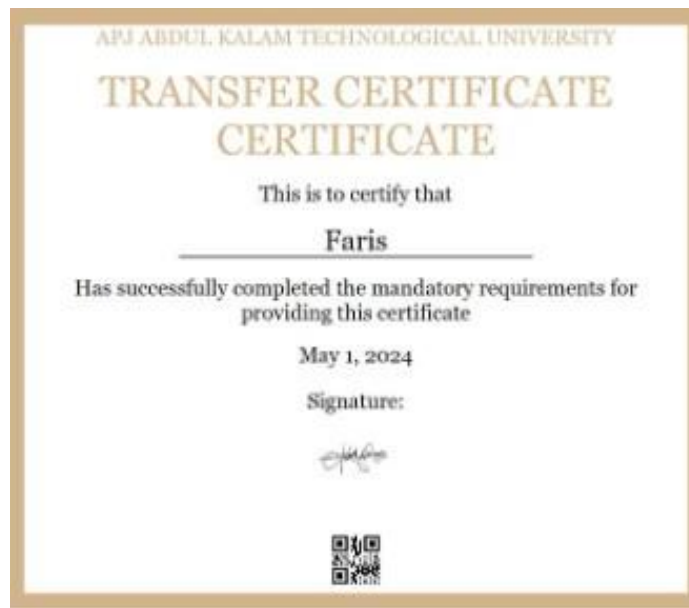 APJ ABDUL KALAM TECHNOLOGICAL UNIVERSITY
TRANSFER CERTIFICATE
CERTIFICATE
This is to certify that
Faris
Has successfully completed the mandatory requirements for
providing this certificate
May 1, 2024
Signature: